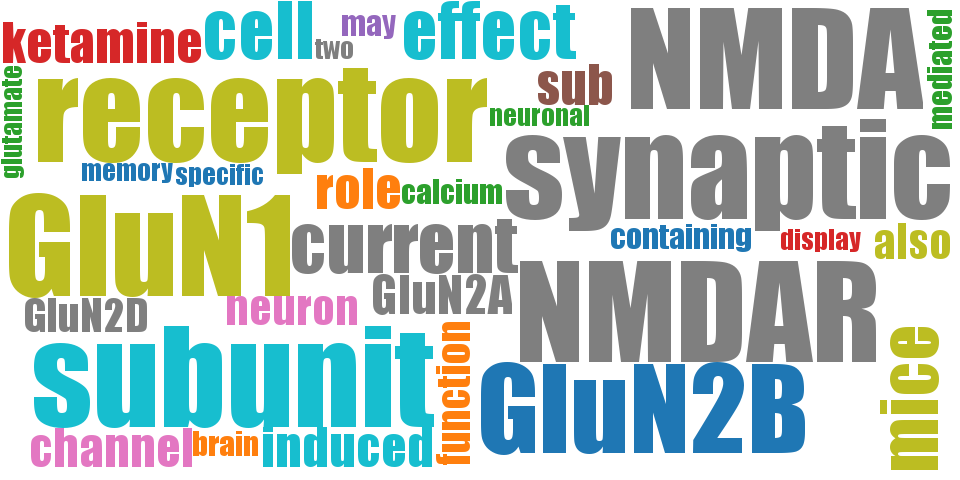 ketamine
cell
two
may
effect
NMDA
mediated
glutamate
receptor
sub
neuronal
memory
specific
role
calcium
synaptic
GluN1
current
containing
display
also
GluN2D
neuron
GluN2A
NMDAR
subunit
function
GluN2B
mice
channel
brain
induced